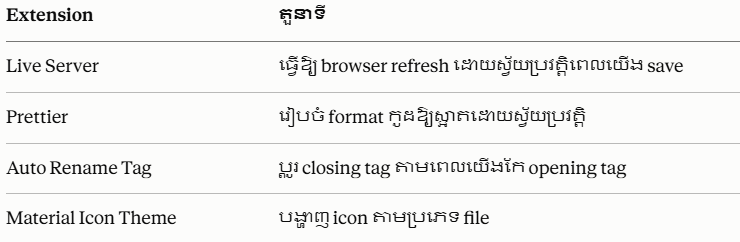 Extension តួនាទី
Live Server ធ្វើឱ្យ browser refresh ដោយស្វ័យប្រវត្តិពេលយើង save
Prettier រៀបចំ format កូដឱ្យស្អាតដោយស្វ័យប្រវត្តិ
Auto Rename Tag ប្តូរ closing tag តាមពេលយើងកែ opening tag
Material Icon Theme បង្ហាញ icon តាមប្រភេទ file